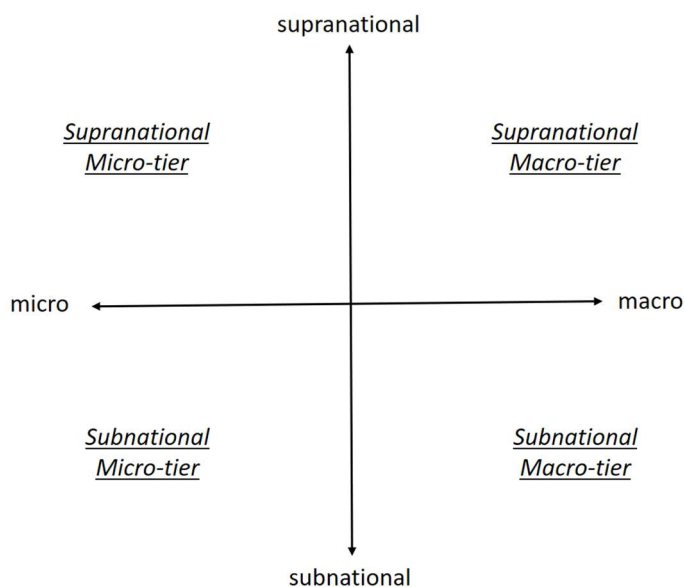 supranational
Supranational
Micro-tier
Supranational
Macro-tier
micro
macro
Subnational
Micro-tier
Subnational
Macro-tier
subnational